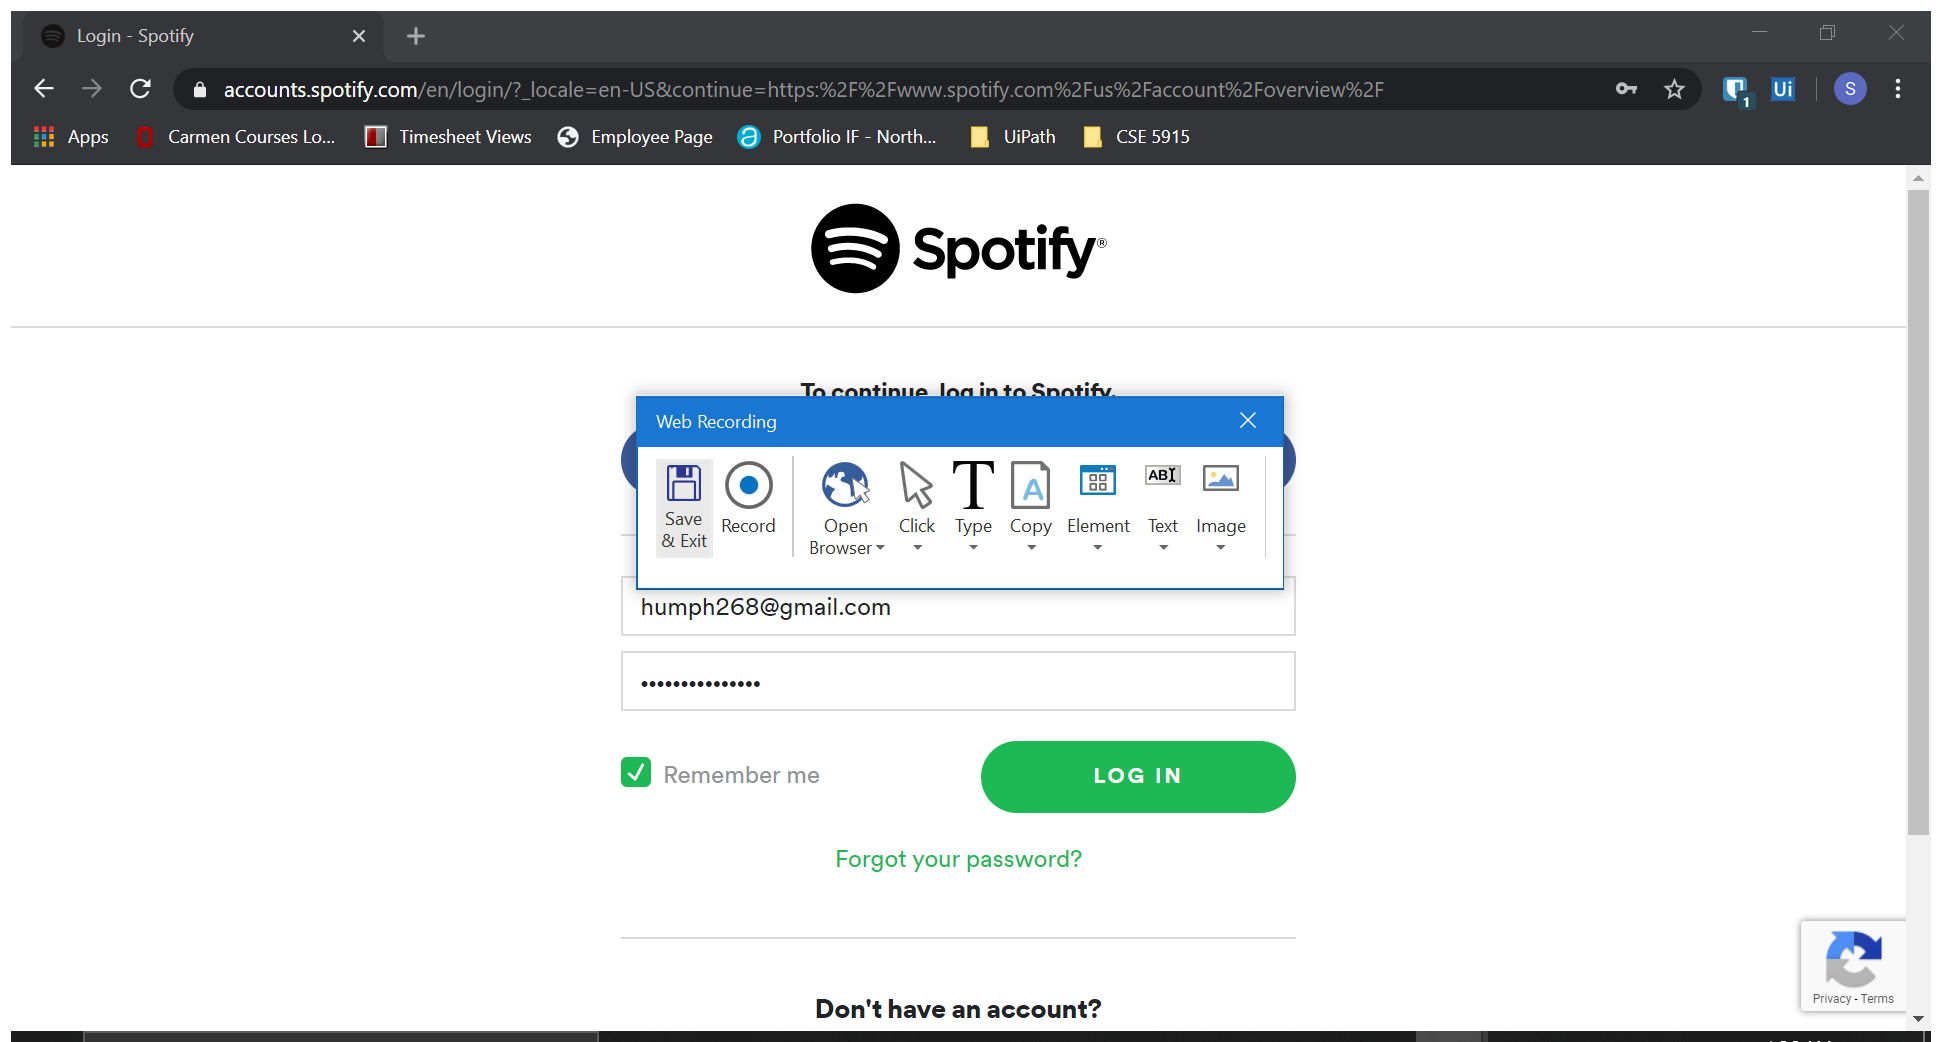 Login - Spotify
accounts.spotify.com/en/login/?_locale=en-US&continue=https:%2F%2Fwww.spotify.com%2Fus%2Faccount%2Foverview%2F
1
Ui
S
Apps
Carmen Courses Lo...
Timesheet Views
Employee Page
Portfolio IF - North...
UiPath
CSE 5915
Spotify®
To continue, log in to Spotify.
Web Recording
Save & Exit
Record
Open Browser
Click
Type
Copy
Element
Text
Image
humph268@gmail.com
•••••••••••••••
Remember me
LOG IN
Forgot your password?
Don't have an account?
Privacy - Terms